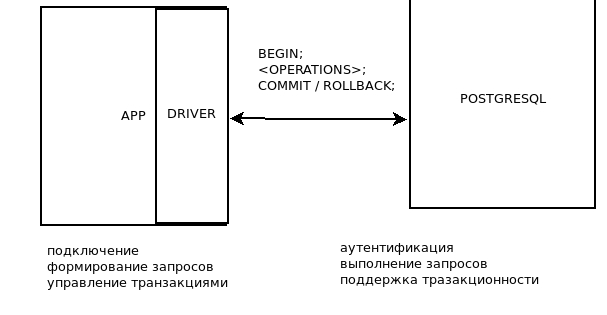 BEGIN;
<OPERATIONS>;
COMMIT / ROLLBACK;
APP
DRIVER
POSTGRESQL
подключение
формирование запросов
управление транзакциями
аутентификация
выполнение запросов
поддержка тразакционности